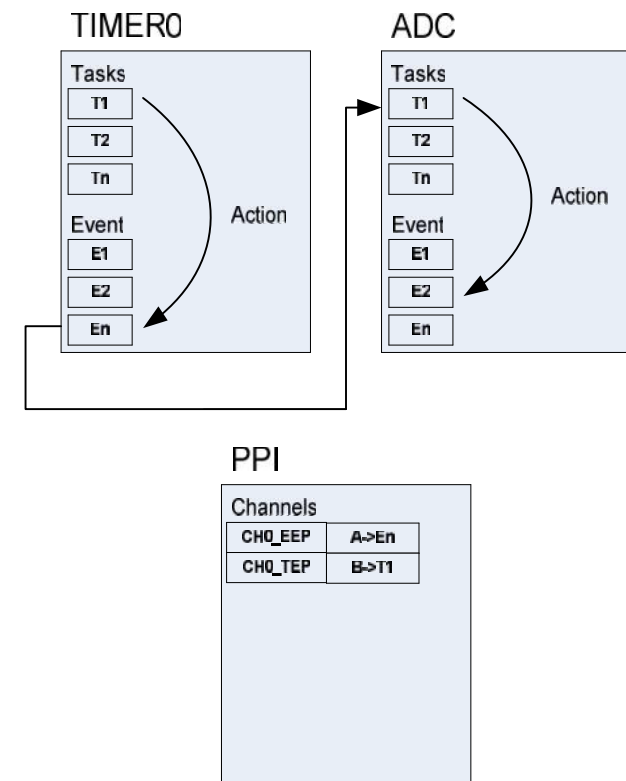 TIMER0
Tasks
T1
T2
Tn
Action
Event
E1
E2
En
ADC
Tasks
T1
T2
Tn
Action
Event
E1
E2
En
PPI
Channels
CH0_EEP A->En
CH0_TEP B->T1